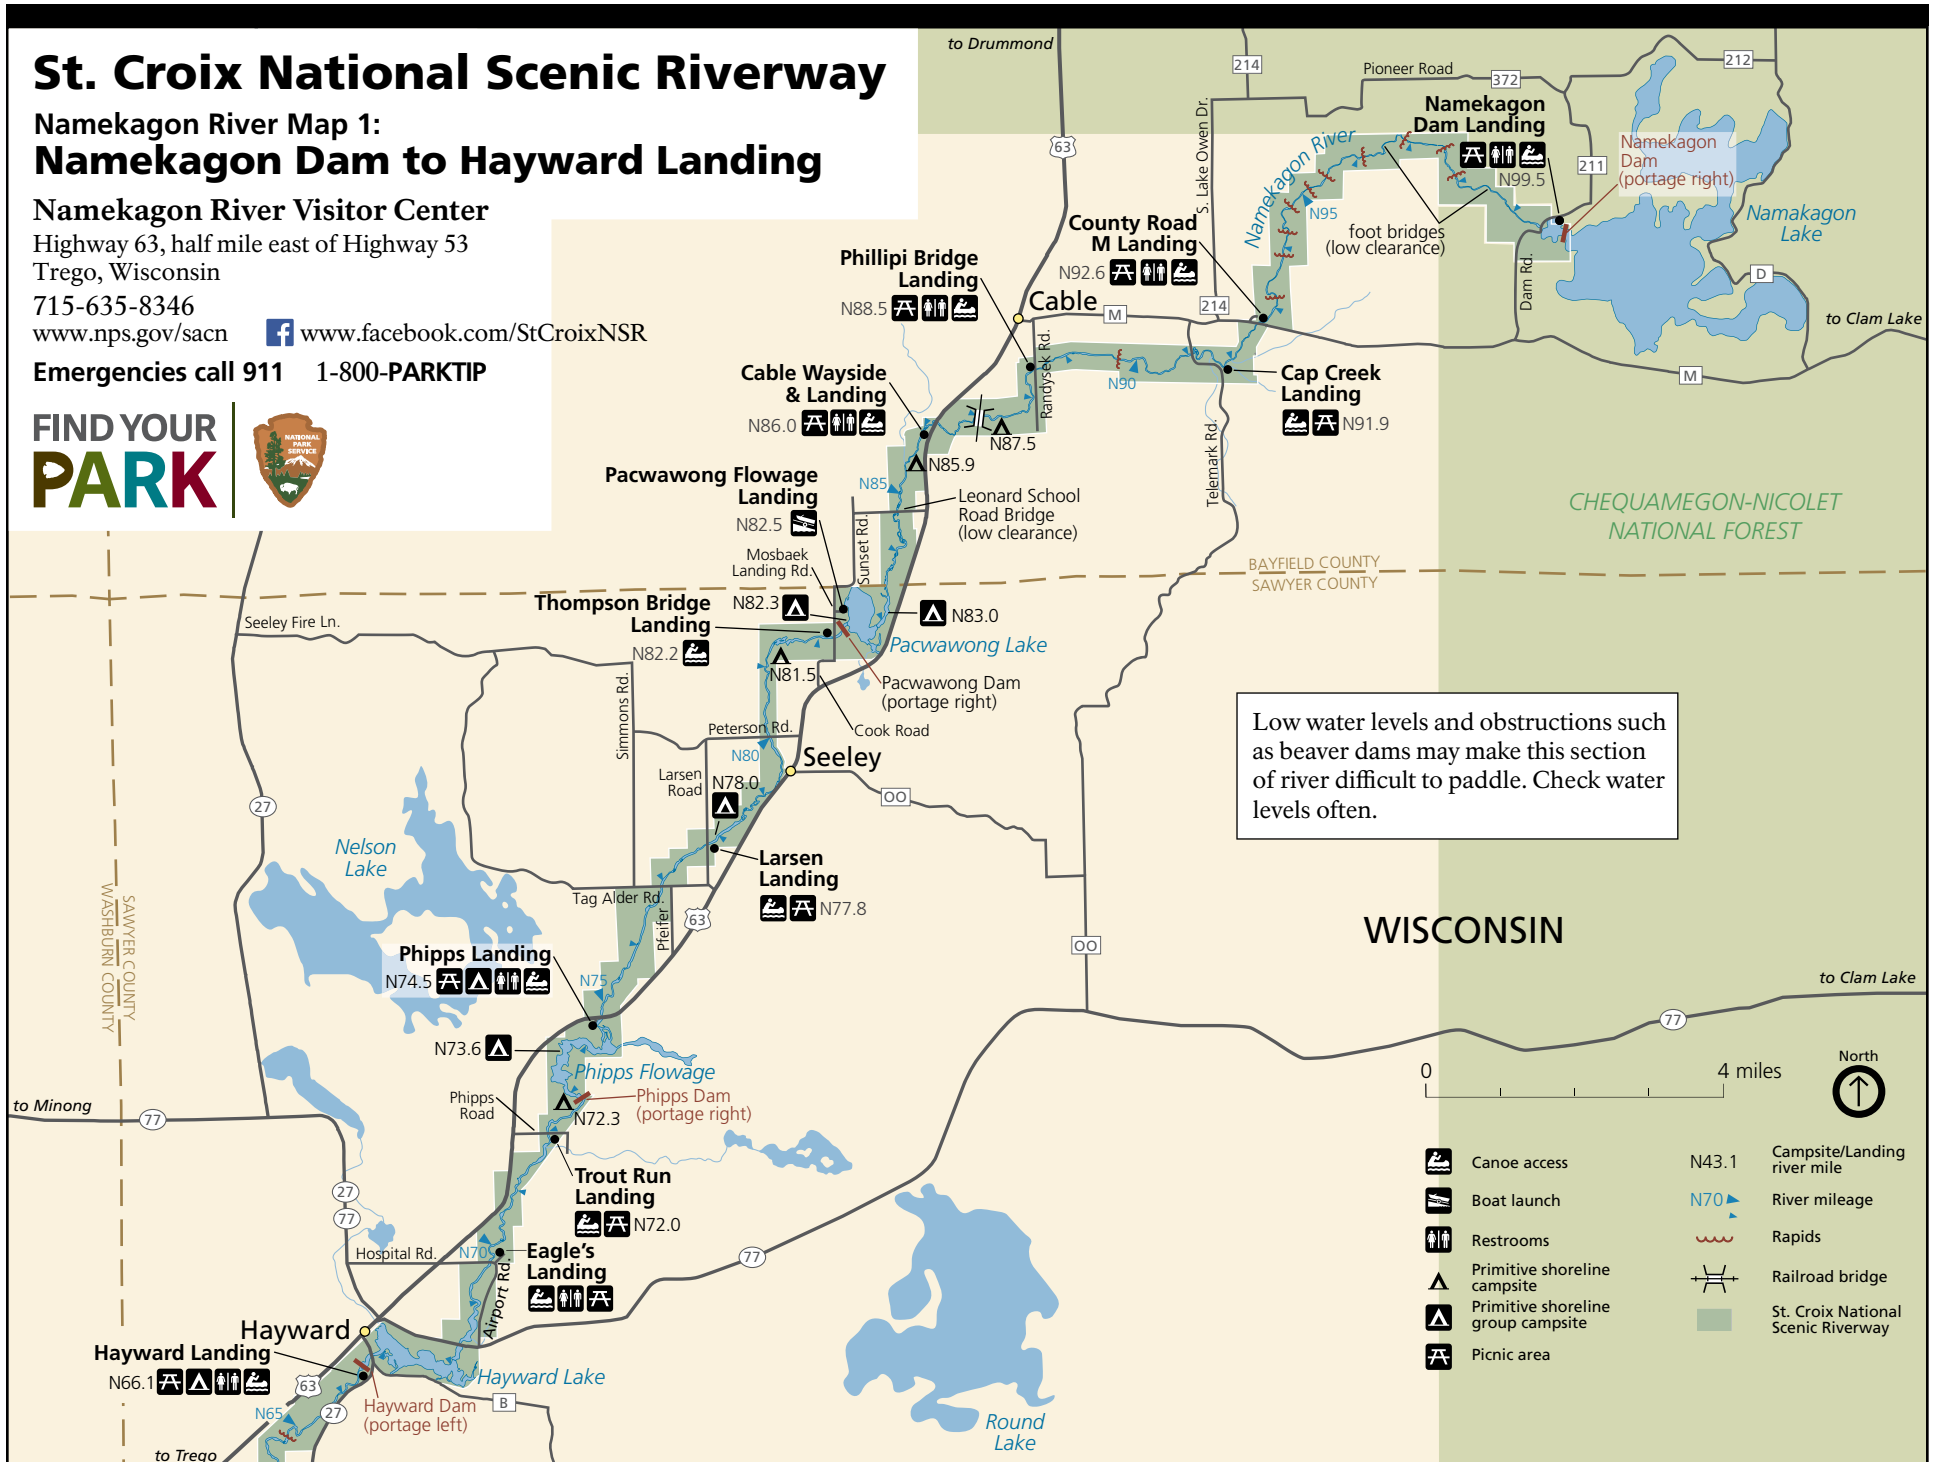 St. Croix National Scenic Riverway
Namekagon River Map 1:
Namekagon Dam to Hayward Landing
Namekagon River Visitor Center
Highway 63, half mile east of Highway 53
Trego, Wisconsin
715-635-8346
www.nps.gov/sacn
www.facebook.com/StCroixNSR
Emergencies call 911 1-800-PARKTIP
FIND YOUR
PARK
NATIONAL
PARK
SERVICE
to Drummond
63
214
Pioneer Road
372
212
Namekagon
Dam Landing
N99.5
211
Namekagon
Dam
(portage right)
Namakagon
Lake
D
to Clam Lake
Dam Rd.
M
S. Lake Owen Dr.
Namekagon River
N95
foot bridges
(low clearance)
County Road
M Landing
N92.6
214
Phillipi Bridge
Landing
N88.5
Cable
M
Randysek Rd.
N90
Cap Creek
Landing
N91.9
Telemark Rd.
Cable Wayside
& Landing
N86.0
N87.5
N85.9
N85
Pacwawong Flowage
Landing
N82.5
Leonard School
Road Bridge
(low clearance)
Sunset Rd.
Mosbaek
Landing Rd.
CHEQUAMEGON-NICOLET
NATIONAL FOREST
BAYFIELD COUNTY
SAWYER COUNTY
Thompson Bridge
Landing
N82.2
N82.3
N83.0
Pacwawong Lake
N81.5
Pacwawong Dam
(portage right)
Cook Road
Seeley Fire Ln.
Simmons Rd.
Peterson Rd.
N80
Seeley
Larsen
Road
N78.0
OO
Low water levels and obstructions such
as beaver dams may make this section
of river difficult to paddle. Check water
levels often.
27
Nelson
Lake
Larsen
Landing
N77.8
Tag Alder Rd.
Pfeifer
63
SAWYER COUNTY
WASHBURN COUNTY
WISCONSIN
OO
Phipps Landing
N74.5
N75
to Clam Lake
77
N73.6
Phipps Flowage
Phipps
Road
Phipps Dam
(portage right)
N72.3
to Minong
77
Trout Run
Landing
N72.0
27
77
Hospital Rd.
N70
Eagle's
Landing
Airport Rd.
77
Hayward
Hayward Landing
N66.1
63
Hayward Lake
B
Hayward Dam
(portage left)
N65
27
to Trego
Round
Lake
0
4 miles
North
Canoe access
Boat launch
Restrooms
Primitive shoreline
campsite
Primitive shoreline
group campsite
Picnic area
N43.1
Campsite/Landing
river mile
N70
River mileage
Rapids
Railroad bridge
St. Croix National
Scenic Riverway